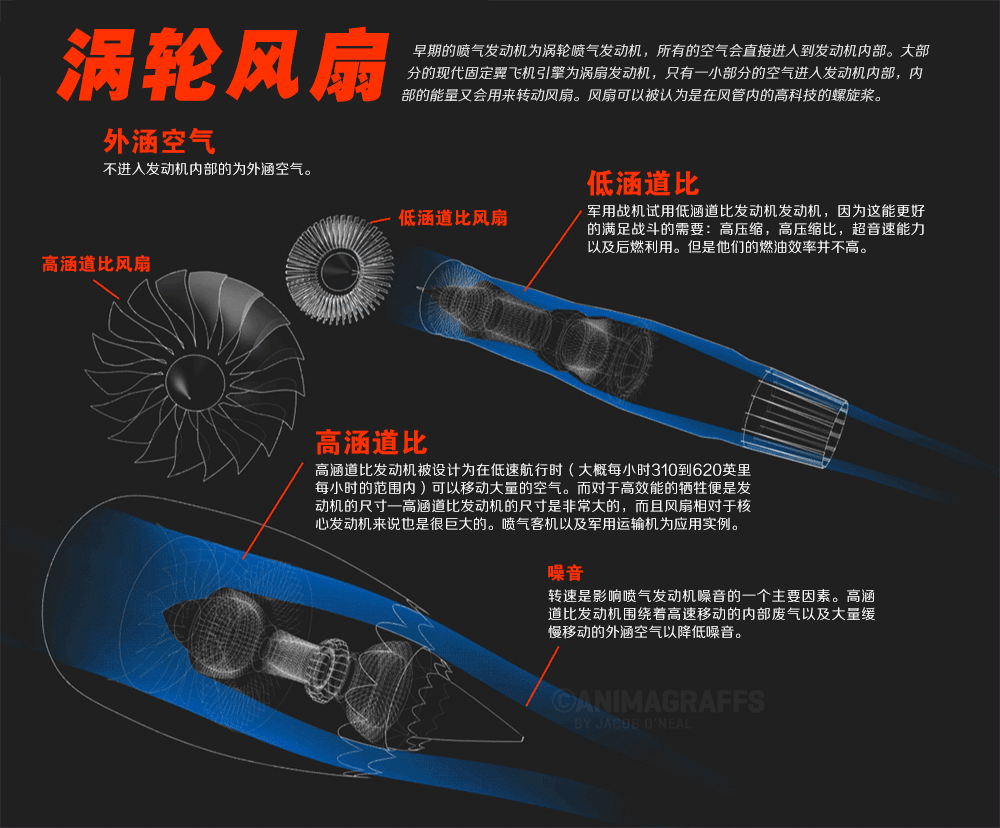 涡轮风扇
早期的喷气发动机为涡轮喷气发动机，所有的空气会直接进入到发动机内部。大部
分的现代固定翼飞机引擎为涡扇发动机，只有一小部分的空气进入发动机内部，内
部的能量又会用来转动风扇。风扇可以被认为是在风管内的高科技的螺旋桨。
外涵空气
不进入发动机内部的为外涵空气。
低涵道比
军用战机试用低涵道比发动机发动机，因为这能更好
的满足战斗的需要：高压缩，高压缩比，超音速能力
以及后燃利用。但是他们的燃油效率并不高。
低涵道比风扇
高涵道比风扇
高涵道比
高涵道比发动机被设计为在低速航行时（大概每小时310到620英里
每小时的范围内）可以移动大量的空气。而对于高效能的牺牲便是发
动机的尺寸—高涵道比发动机的尺寸是非常大的，而且风扇相对于核
心发动机来说也是很巨大的。喷气客机以及军用运输机为应用实例。
噪音
转速是影响喷气发动机噪音的一个主要因素。高涵
道比发动机围绕着高速移动的内部废气以及大量缓
慢移动的外涵空气以降低噪音。
©ANIMAGRAFFS
BY JACOB O'NEAL